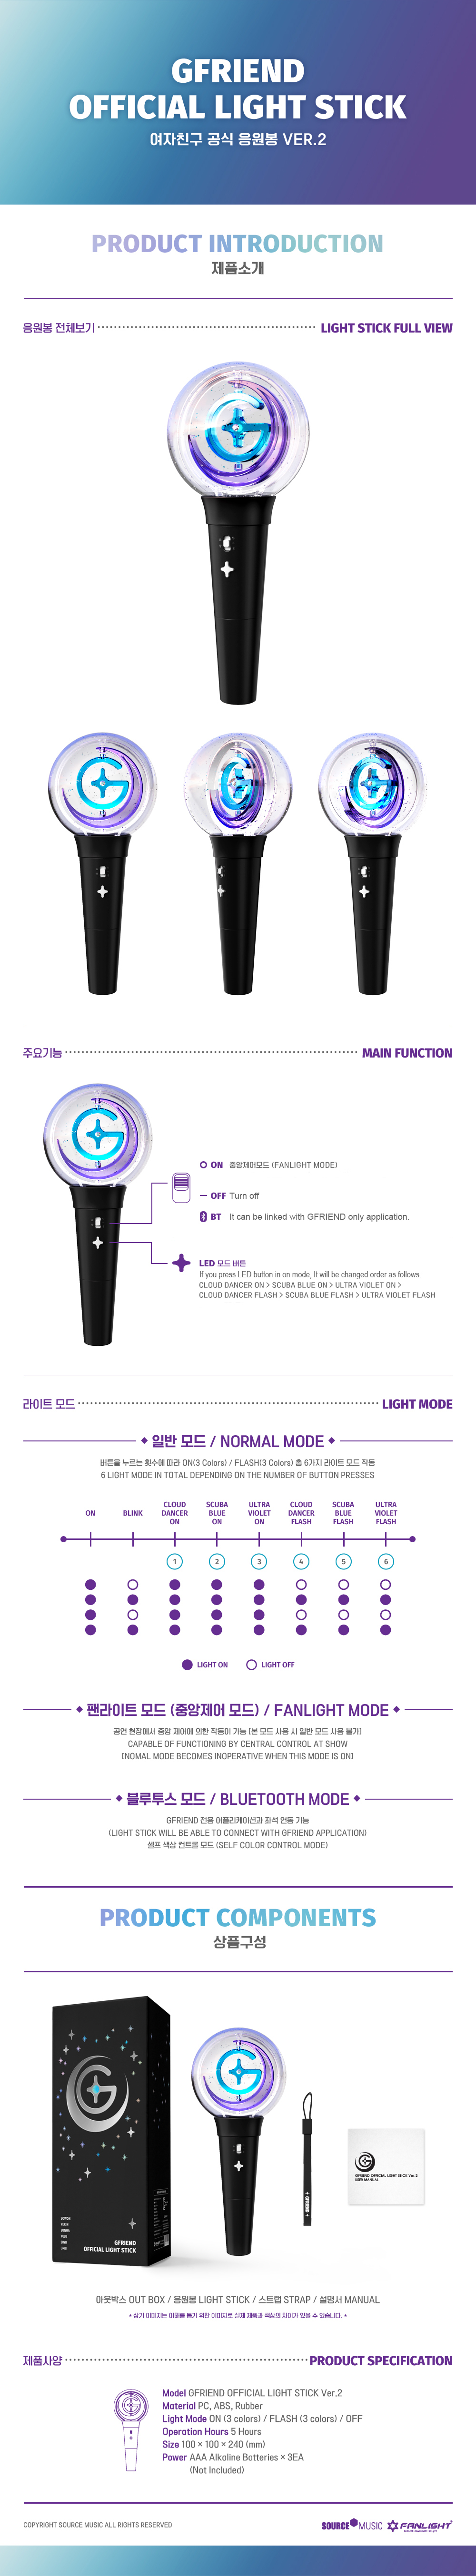 GFRIEND
OFFICIAL LIGHT STICK
여자친구 공식 응원봉 VER.2
PRODUCT INTRODUCTION
제품소개
응원봉 전체보기 LIGHT STICK FULL VIEW
주요기능 MAIN FUNCTION
ON 중앙제어모드 (FANLIGHT MODE)
OFF Turn off
BT It can be linked with GFRIEND only application.
LED 모드 버튼
If you press LED button in on mode, It will be changed order as follows.
CLOUD DANCER ON > SCUBA BLUE ON > ULTRA VIOLET ON >
CLOUD DANCER FLASH > SCUBA BLUE FLASH > ULTRA VIOLET FLASH
라이트 모드 LIGHT MODE
일반 모드 / NORMAL MODE
버튼을 누르는 횟수에 따라 ON(3 Colors) / FLASH(3 Colors) 총 6가지 라이트 모드 작동
6 LIGHT MODE IN TOTAL DEPENDING ON THE NUMBER OF BUTTON PRESSES
ON
BLINK
CLOUD DANCER ON
SCUBA BLUE ON
ULTRA VIOLET ON
CLOUD DANCER FLASH
SCUBA BLUE FLASH
ULTRA VIOLET FLASH
1 2 3 4 5 6
LIGHT ON LIGHT OFF
팬라이트 모드 (중앙제어 모드) / FANLIGHT MODE
공연 현장에서 중앙 제어에 의한 작동이 가능 [본 모드 사용 시 일반 모드 사용 불가]
CAPABLE OF FUNCTIONING BY CENTRAL CONTROL AT SHOW
[NOMAL MODE BECOMES INOPERATIVE WHEN THIS MODE IS ON]
블루투스 모드 / BLUETOOTH MODE
GFRIEND 전용 어플리케이션과 좌석 연동 기능
(LIGHT STICK WILL BE ABLE TO CONNECT WITH GFRIEND APPLICATION)
셀프 색상 컨트롤 모드 (SELF COLOR CONTROL MODE)
PRODUCT COMPONENTS
상품구성
SOWON
YERIN
EUNHA
YUJU
SINB
UMJI
GFRIEND
OFFICIAL LIGHT STICK
GFRIEND
GFRIEND OFFICIAL LIGHT STICK Ver.2
USER MANUAL
아웃박스 OUT BOX / 응원봉 LIGHT STICK / 스트랩 STRAP / 설명서 MANUAL
* 상기 이미지는 이해를 돕기 위한 이미지로 실제 제품과 색상의 차이가 있을 수 있습니다. *
제품사양 PRODUCT SPECIFICATION
Model GFRIEND OFFICIAL LIGHT STICK Ver.2
Material PC, ABS, Rubber
Light Mode ON (3 colors) / FLASH (3 colors) / OFF
Operation Hours 5 Hours
Size 100 × 100 × 240 (mm)
Power AAA Alkaline Batteries × 3EA
(Not Included)
COPYRIGHT SOURCE MUSIC ALL RIGHTS RESERVED
SOURCE MUSIC
FANLIGHT